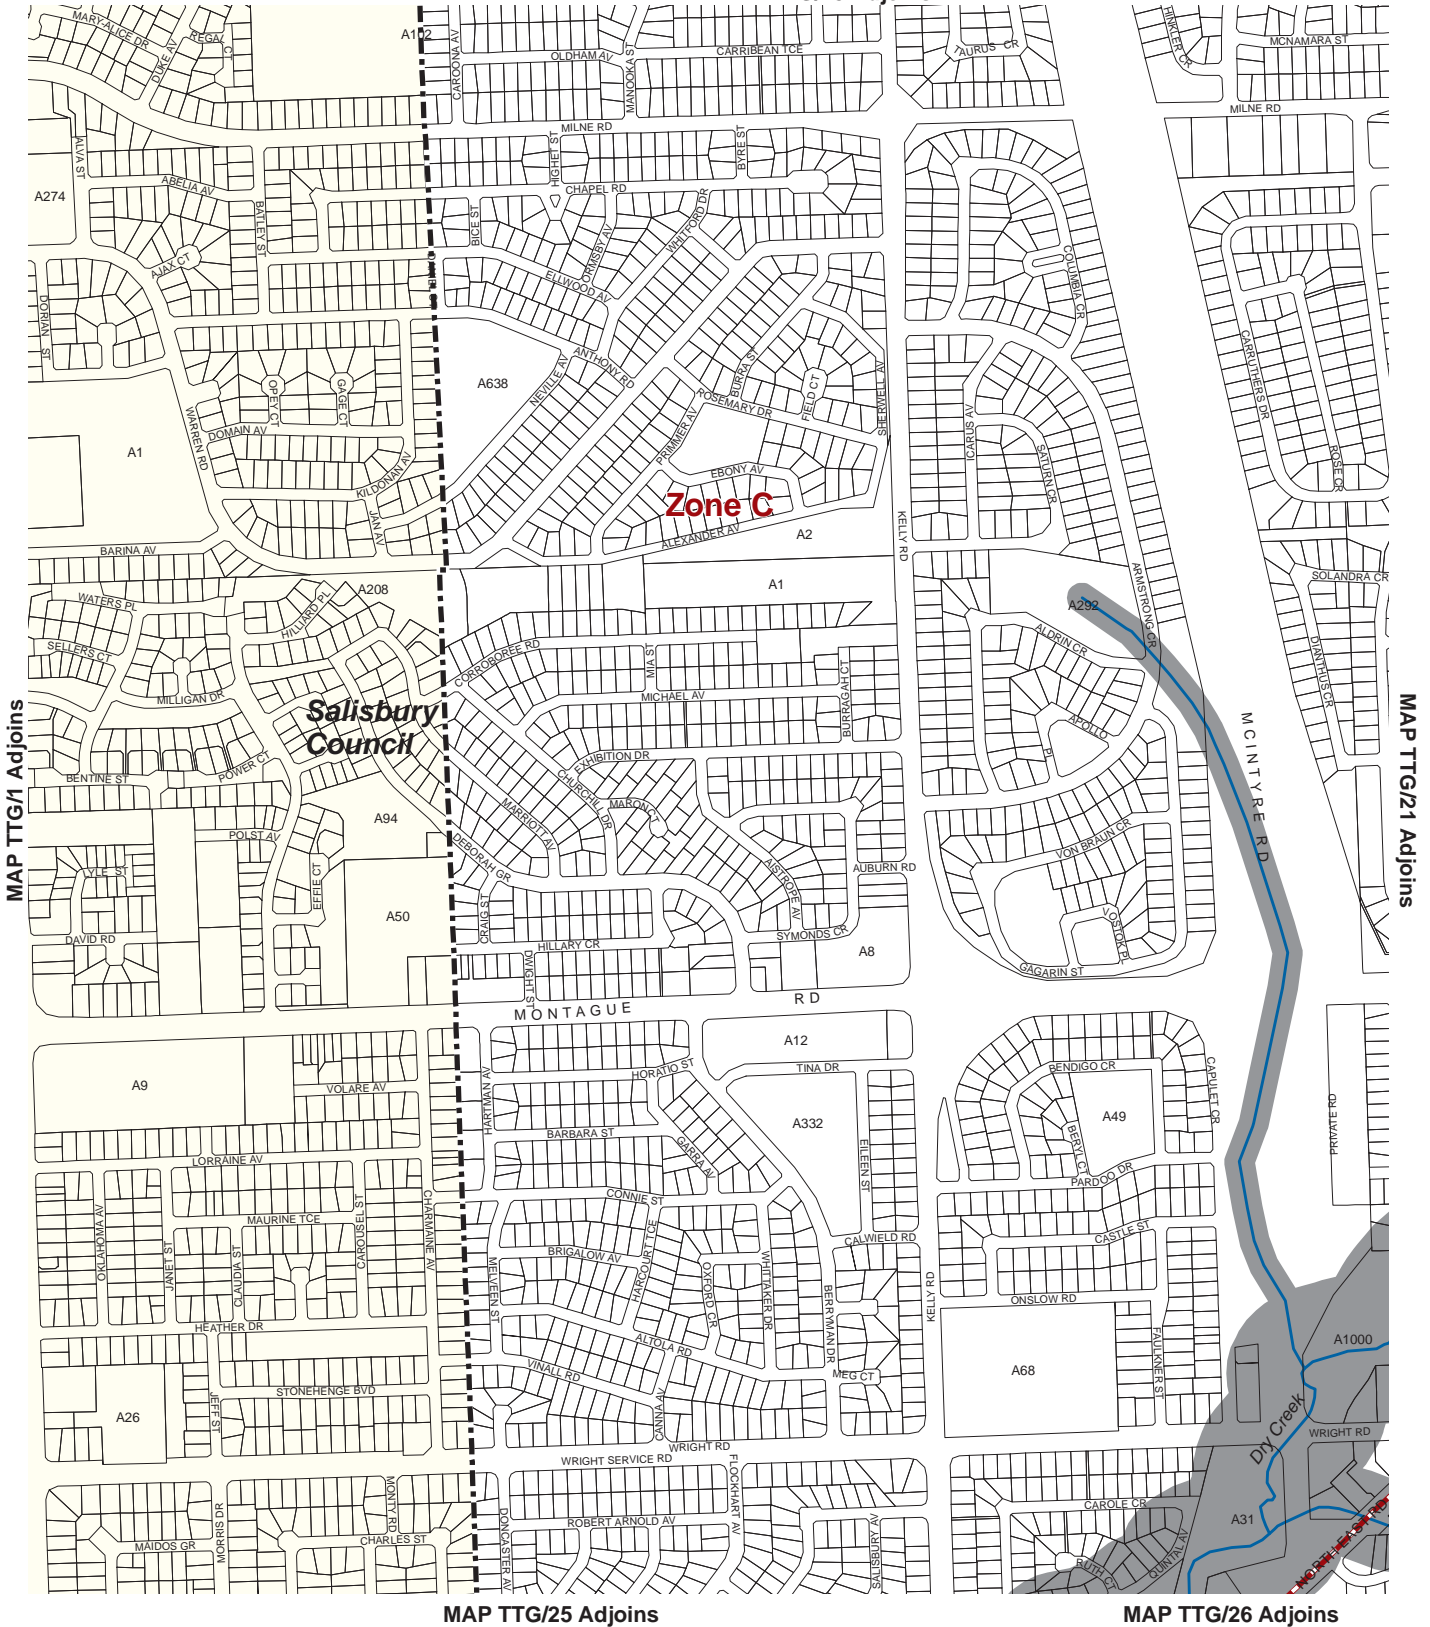 MARY-ALICE DR
DUKE AV
REGAL CT
CAROONA AV
OLDHAM AV
MANOOKA ST
CARRIBEAN TCE
TAURUS CR
HINKLER CR
MCNAMARA ST
MILNE RD
MILNE RD
ALVA ST
ABELIA AV
A274
BATLEY ST
AJAX CT
DORIAN ST
HIGHET ST
BYRE ST
CHAPEL RD
BICE ST
ORMSBY AV
WHITFORD DR
ELLWOOD AV
COLUMBIA CR
ANTHONY RD
A638
NEVILLE AV
BURRA ST
FIELD CT
SHERWELL AV
ROSEMARY DR
PRIMMER AV
EBONY AV
Zone C
ALEXANDER AV
A2
A1
OPEY CT
GAGE CT
WARREN RD
DOMAIN AV
KILDONAN AV
JAN AV
A1
BARINA AV
ICARUS AV
SATURN CR
KELLY RD
CARRUTHERS DR
ROSE CR
ARMSTRONG CR
SOLANDRA CR
DIANTHUS CR
A208
WATERS PL
HILLIARD PL
SELLERS CT
MILLIGAN DR
Salisbury
Council
BENTINE ST
POWER CT
POLST AV
A94
LYLE ST
EFFIE CT
A50
DAVID RD
CORROBOREE RD
MIA ST
MICHAEL AV
BURRAGAH CT
EXHIBITION DR
CHURCHILL DR
MARON CT
MARRIOTT AV
DEBORAH GR
ASTROPE AV
AUBURN RD
CRAIG ST
HILLARY CR
SYMONDS CR
A8
DWIGHT ST
MONTAGUE RD
A292
ALDRIN CR
APOLLO PL
MCINTYRE RD
VON BRAUN CR
VOSTOK PL
GAGARIN ST
MAP TTG/1 Adjoins
MAP TTG/21 Adjoins
A9
VOLARE AV
LORRAINE AV
HARTMAN AV
HORATIO ST
A12
TINA DR
A332
BARBARA ST
GARRA AV
EILEEN ST
CONNIE ST
BENDIGO CR
A49
BERYL CT
PARDOO DR
CAPULET CR
PRIVATE RD
OKLAHOMA AV
MAURINE TCE
JANET ST
CLAUDIA ST
CAROUSEL ST
CHARMAINE AV
HEATHER DR
MELVEEN ST
BRIGALOW AV
HARCOURT TCE
OXFORD CR
WHITTAKER DR
BERRYMAN DR
CALWIELD RD
KELLY RD
CASTLE ST
ONSLOW RD
FAULKNER ST
A68
A1000
STONEHENGE BVD
A26
JEFF ST
ALTOLA RD
VINALL RD
CANNA AV
MEG CT
WRIGHT RD
WRIGHT SERVICE RD
FLOCKHART AV
Dry Creek
WRIGHT RD
MONTY RD
MORRIS DR
CHARLES ST
MAIDOS GR
DONCASTER AV
ROBERT ARNOLD AV
SALISBURY AV
CAROLE CR
RUTH CT
QUINTAL AV
A31
NORTH EAST RD
MAP TTG/25 Adjoins
MAP TTG/26 Adjoins